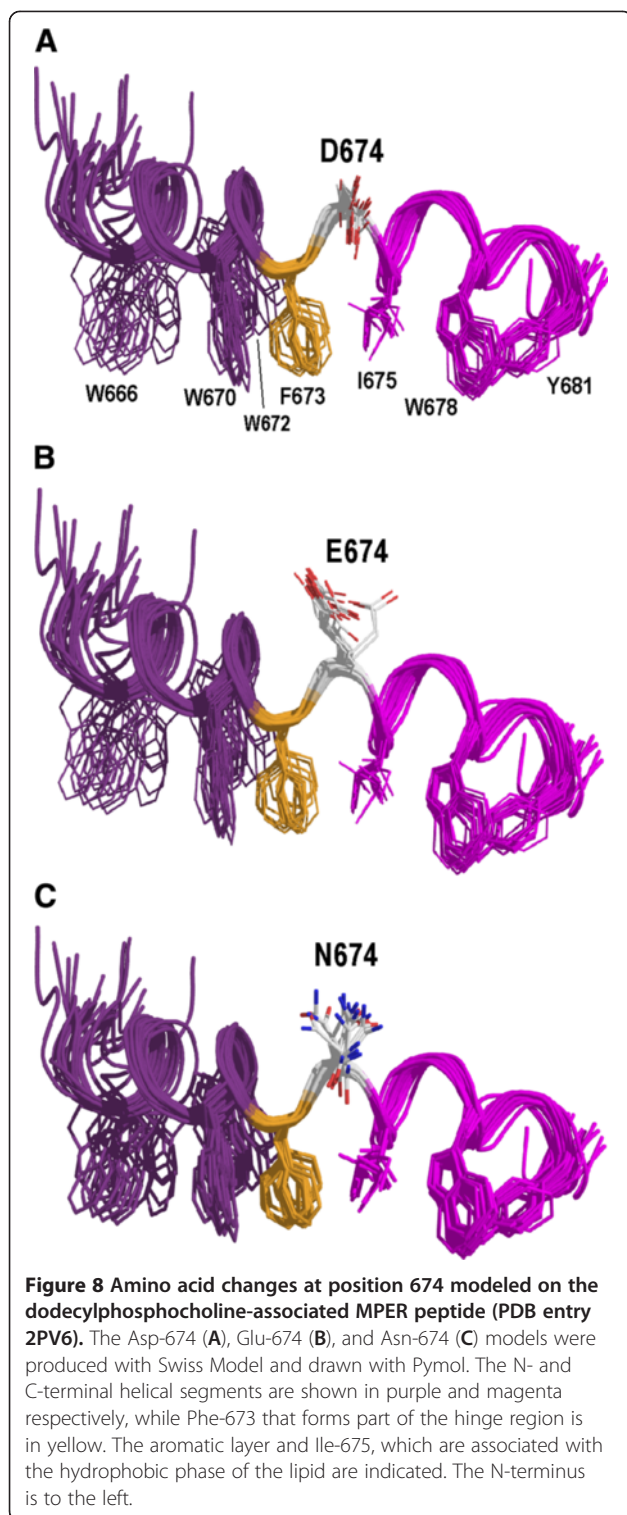 A
D674
W666
W670
W672
F673
I675
W678
Y681
B
E674
C
N674
Figure 8 Amino acid changes at position 674 modeled on the
dodecylphosphocholine-associated MPER peptide (PDB entry
2PV6). The Asp-674 (A), Glu-674 (B), and Asn-674 (C) models were
produced with Swiss Model and drawn with Pymol. The N- and
C-terminal helical segments are shown in purple and magenta
respectively, while Phe-673 that forms part of the hinge region is
in yellow. The aromatic layer and Ile-675, which are associated with
the hydrophobic phase of the lipid are indicated. The N-terminus
is to the left.